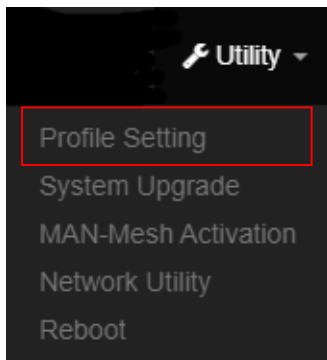 Utility
Profile Setting
System Upgrade
MAN-Mesh Activation
Network Utility
Reboot